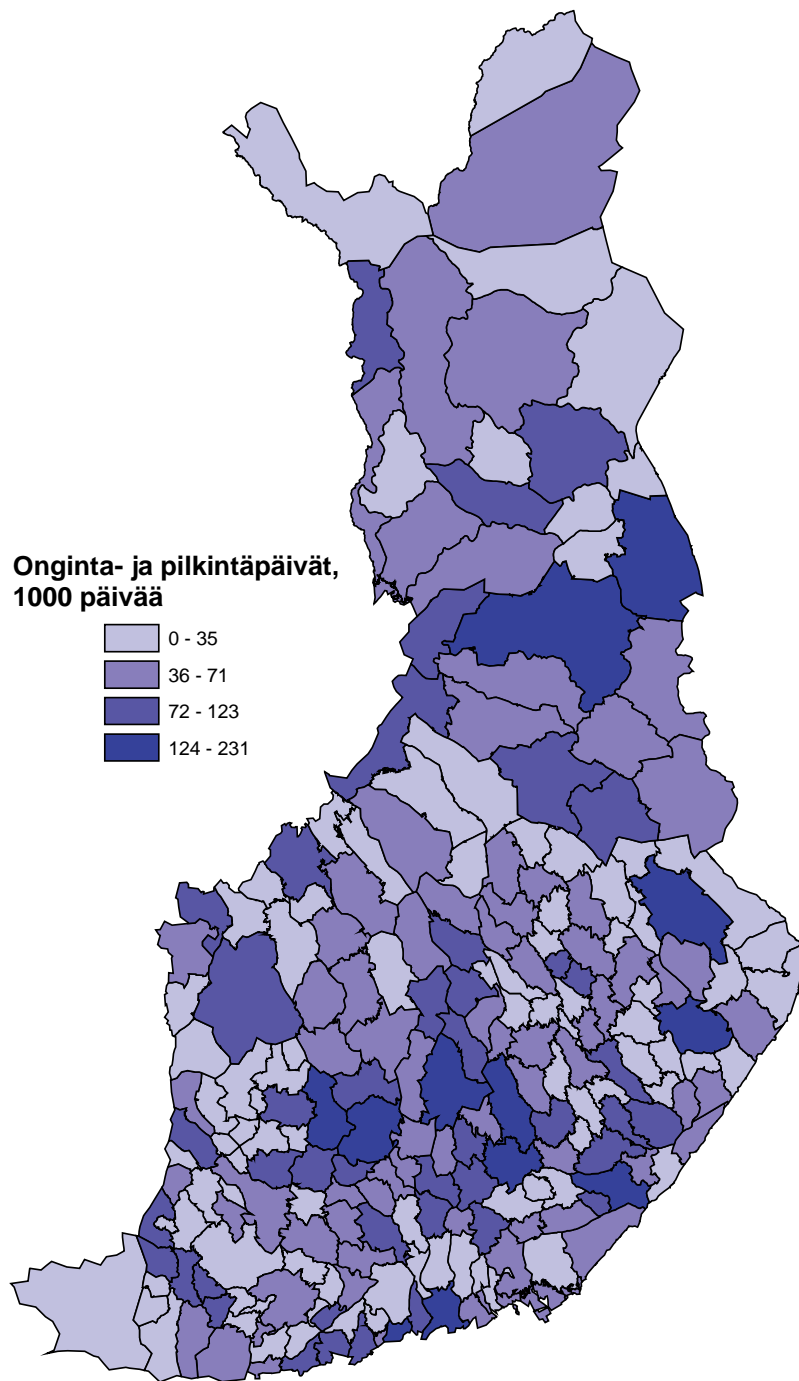 Onginta- ja pilkintäpäivät,
1000 päivää
0 - 35
36 - 71
72 - 123
124 - 231